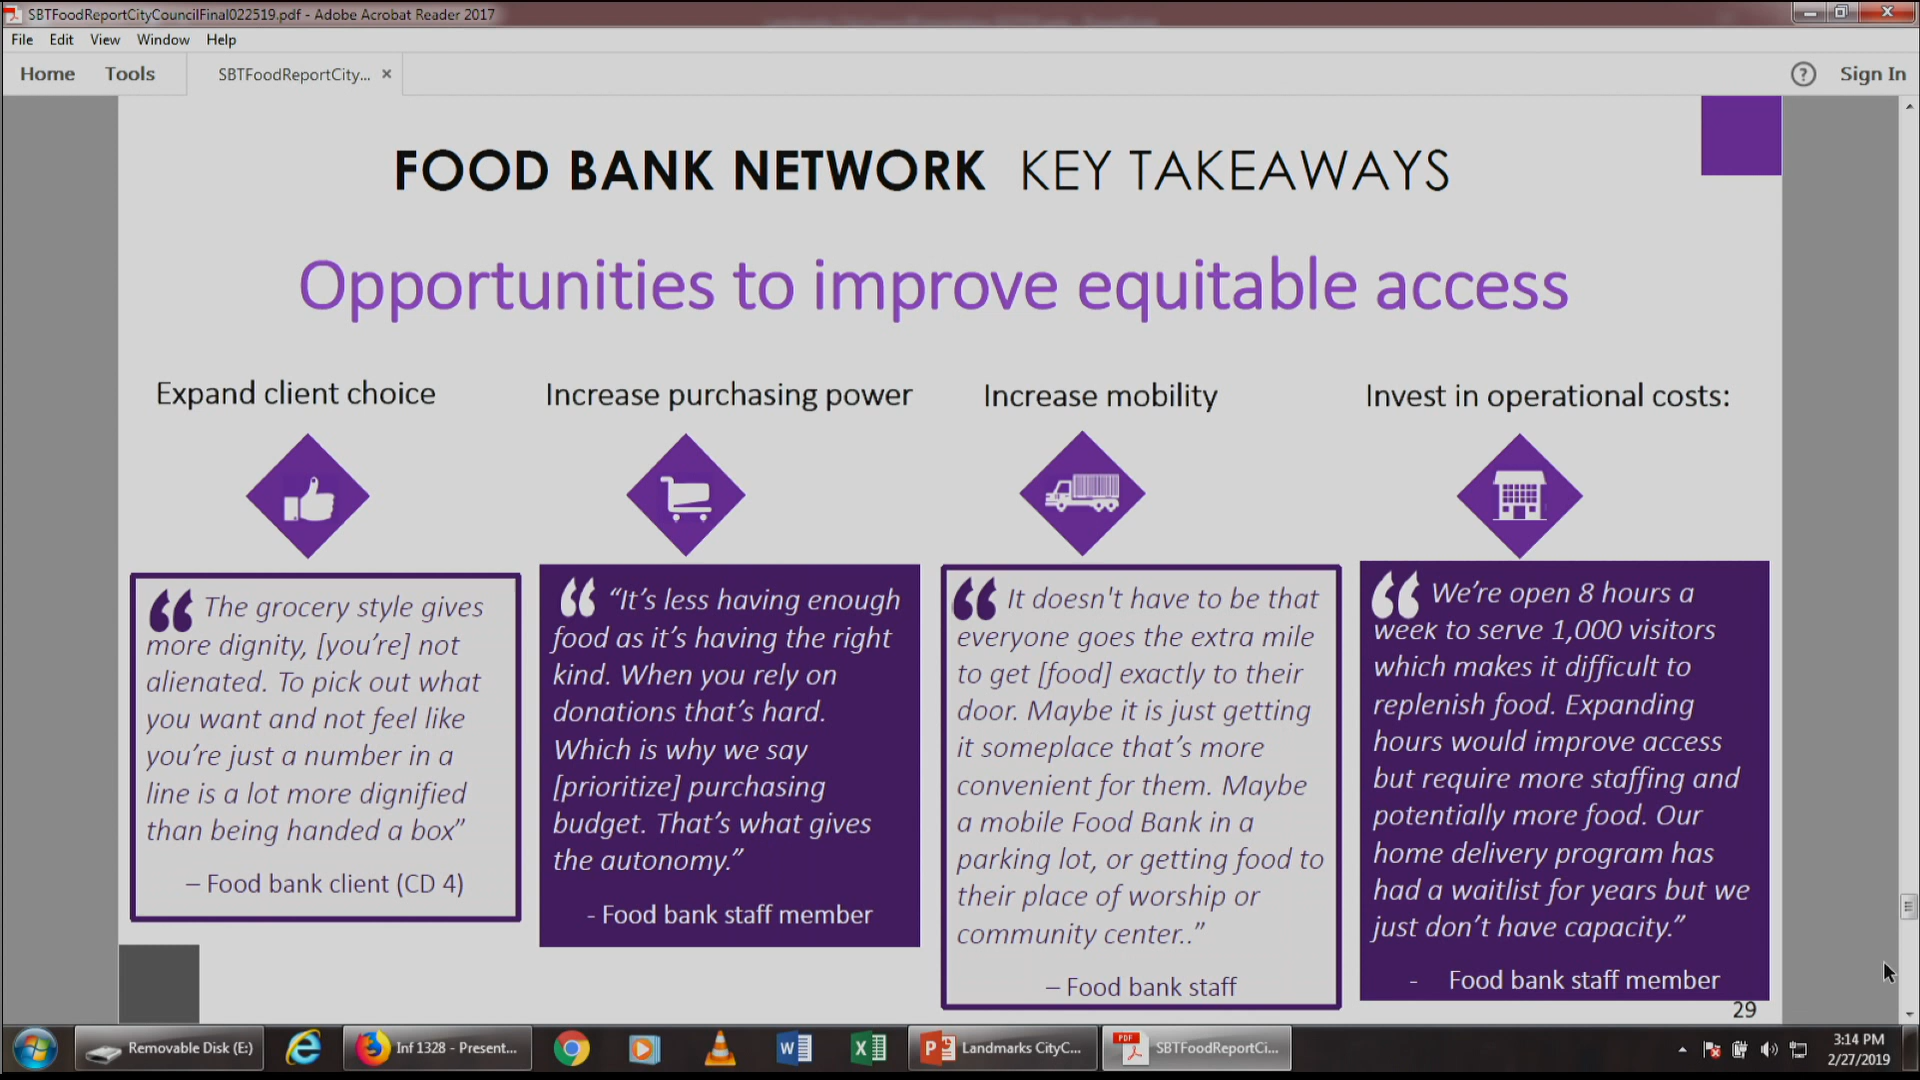 SBTFoodReportCityCouncilFinal022519.pdf - Adobe Acrobat Reader 2017
File Edit View Window Help
Home Tools SBTFoodReportCity... × ? Sign In
FOOD BANK NETWORK KEY TAKEAWAYS
Opportunities to improve equitable access
Expand client choice
“ The grocery style gives
more dignity, [you’re] not
alienated. To pick out what
you want and not feel like
you’re just a number in a
line is a lot more dignified
than being handed a box”
– Food bank client (CD 4)
Increase purchasing power
“ “It’s less having enough
food as it’s having the right
kind. When you rely on
donations that’s hard.
Which is why we say
[prioritize] purchasing
budget. That’s what gives
the autonomy.”
- Food bank staff member
Increase mobility
“ It doesn't have to be that
everyone goes the extra mile
to get [food] exactly to their
door. Maybe it is just getting
it someplace that’s more
convenient for them. Maybe
a mobile Food Bank in a
parking lot, or getting food to
their place of worship or
community center..”
– Food bank staff
Invest in operational costs:
“ We’re open 8 hours a
week to serve 1,000 visitors
which makes it difficult to
replenish food. Expanding
hours would improve access
but require more staffing and
potentially more food. Our
home delivery program has
had a waitlist for years but we
just don’t have capacity.”
- Food bank staff member
29
Removable Disk (E:) Inf 1328 - Present... Landmarks CityC... PDF SBTFoodReportCi... 3:14 PM
2/27/2019